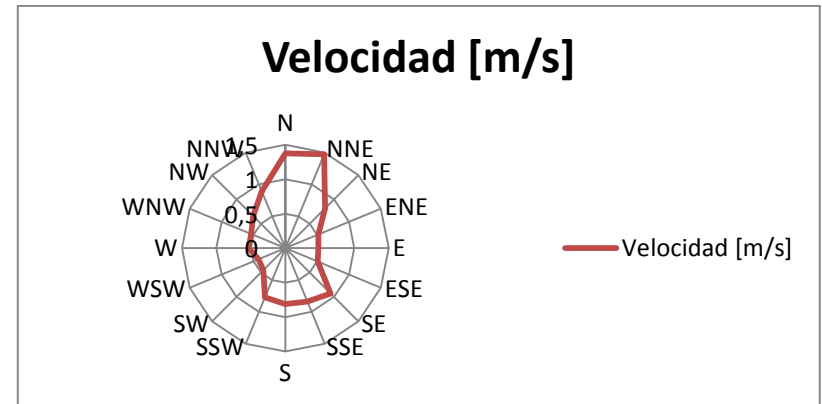 Velocidad [m/s]
N
NNE
NE
ENE
E
ESE
SE
SSE
S
SSW
SW
WSW
W
WNW
NW
NNW
1,5
1
0,5
0
Velocidad [m/s]